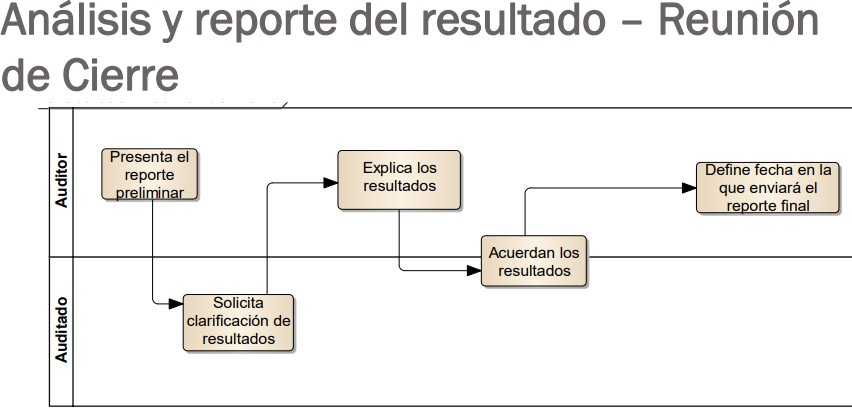 Análisis y reporte del resultado – Reunión
de Cierre
Auditor
Presenta el
reporte
preliminar
Explica los
resultados
Define fecha en la
que enviará el
reporte final
Acuerdan los
resultados
Auditado
Solicita
clarificación de
resultados